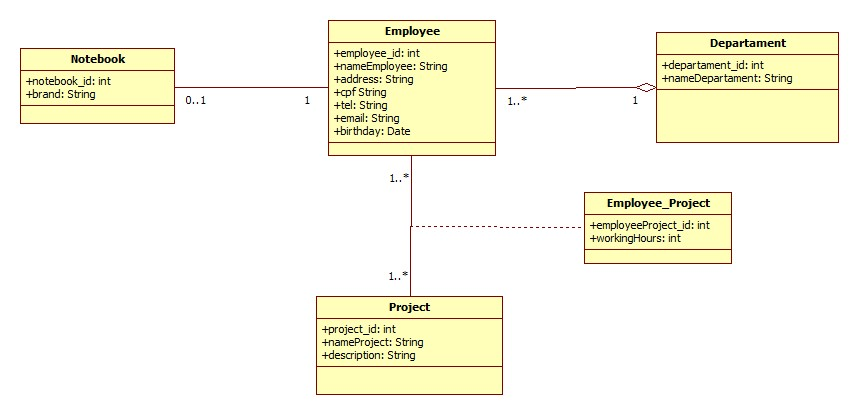 Notebook
+notebook_id: int
+brand: String
0..1
1
Employee
+employee_id: int
+nameEmployee: String
+address: String
+cpf String
+tel: String
+email: String
+birthday: Date
1..*
1
Departament
+departament_id: int
+nameDepartament: String
1..*
Employee_Project
+employeeProject_id: int
+workingHours: int
1..*
Project
+project_id: int
+nameProject: String
+description: String